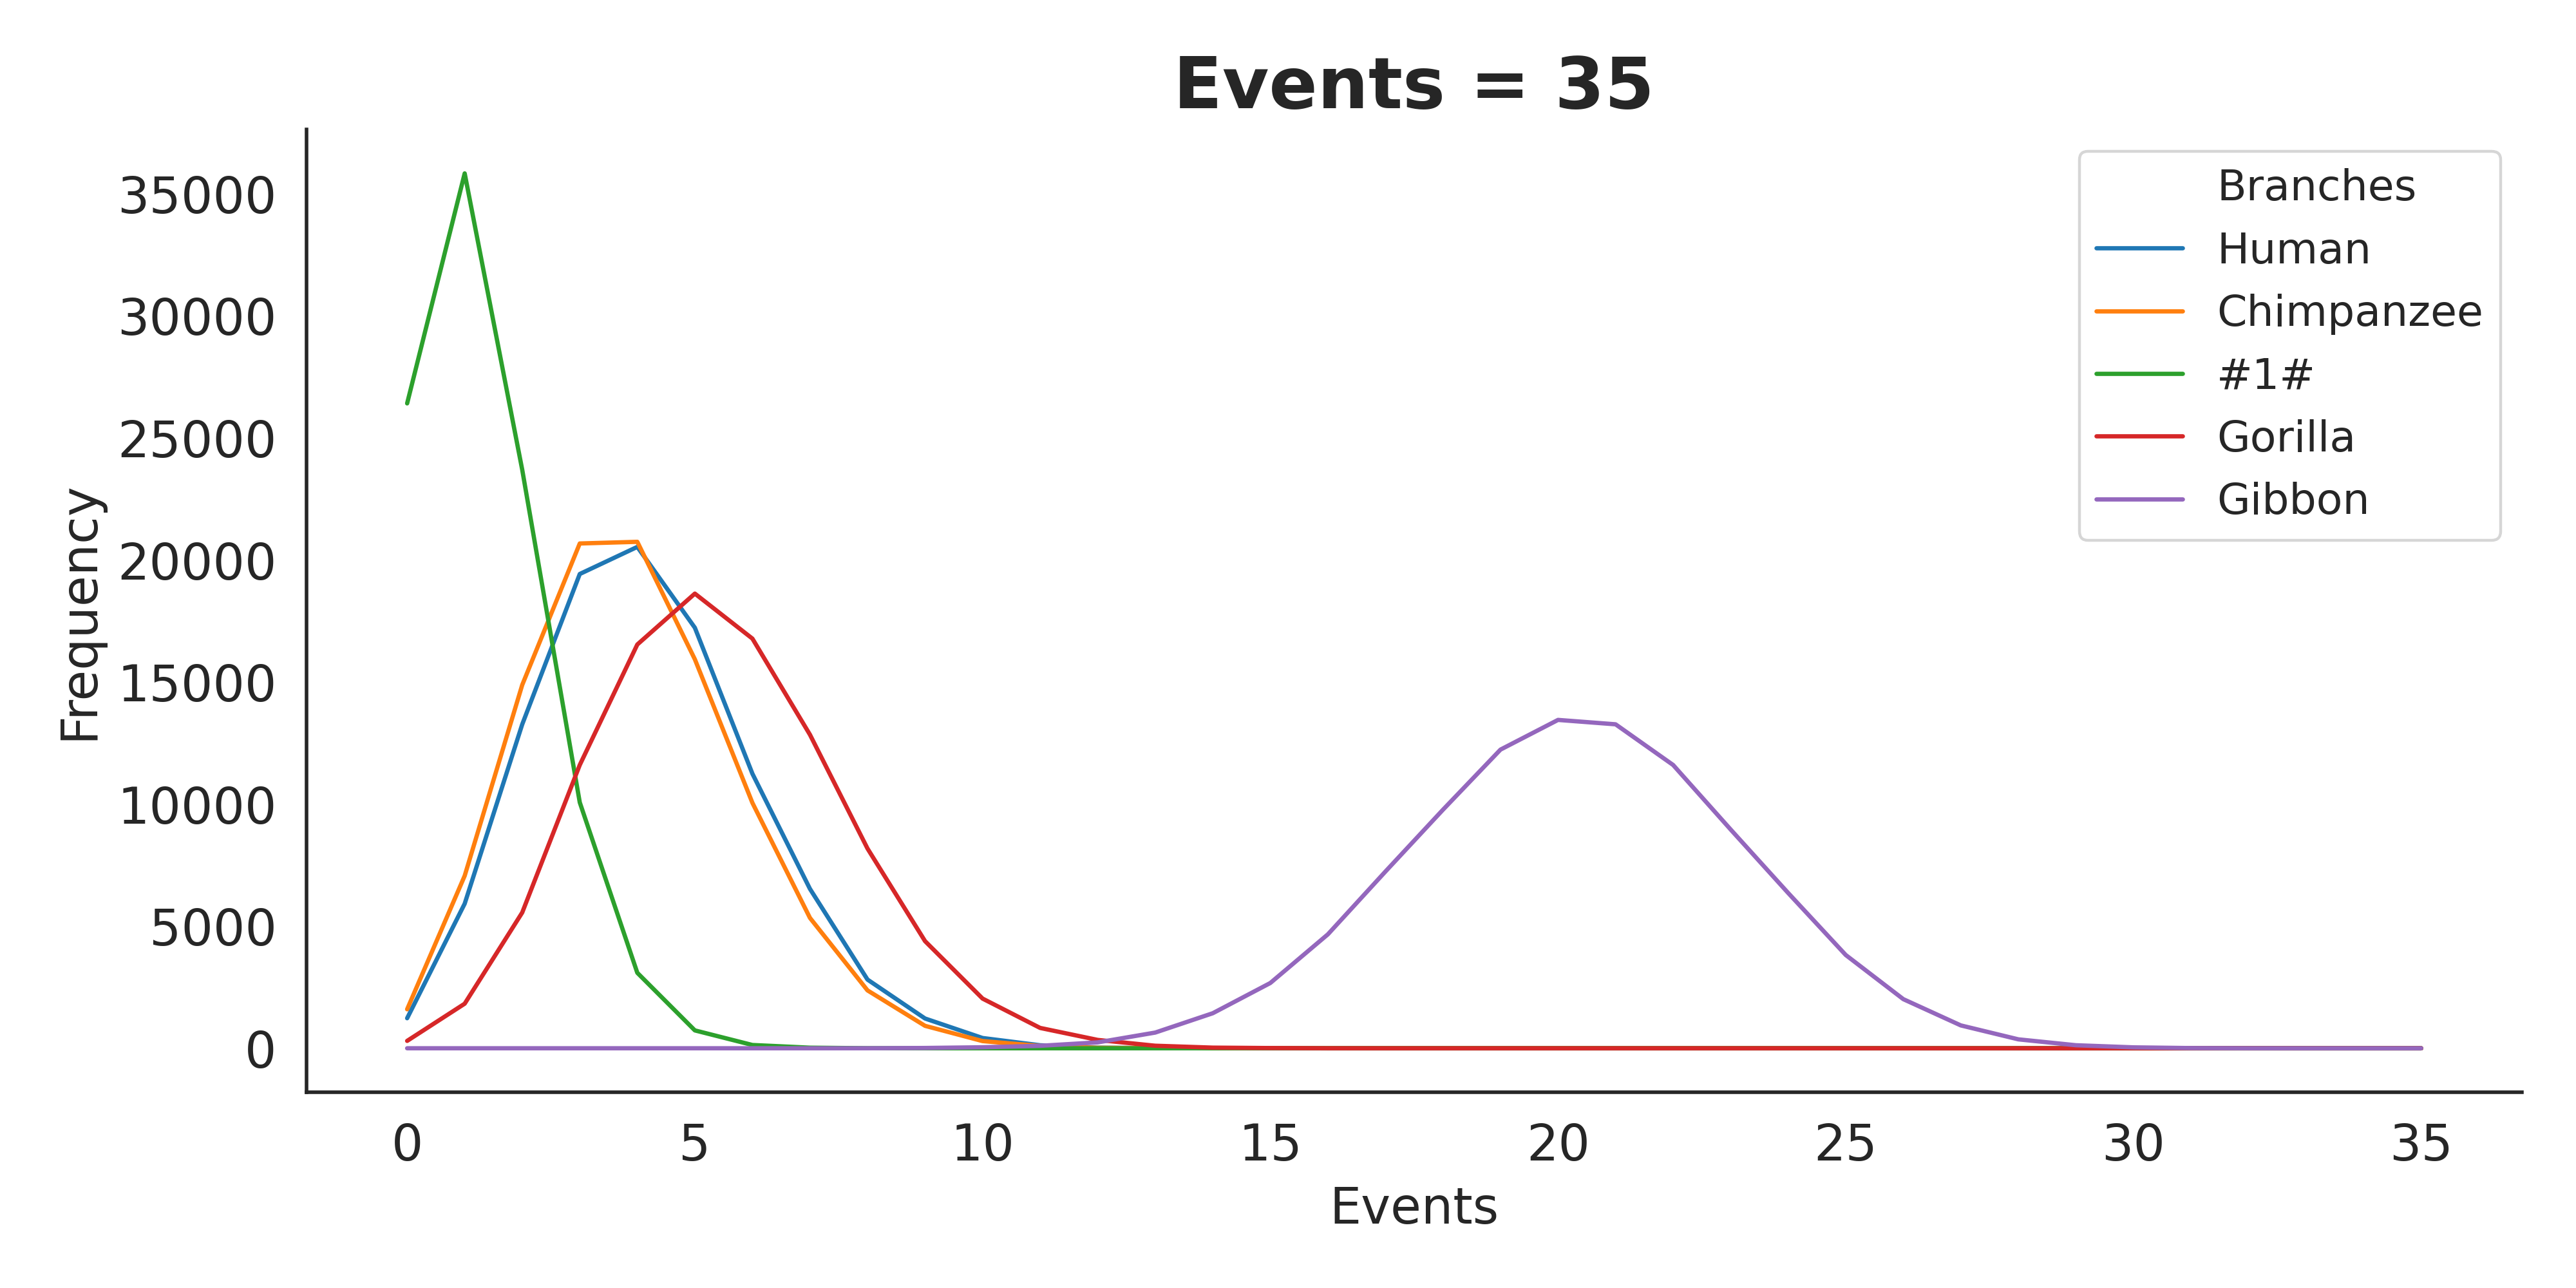 Events = 35
Frequency
35000
30000
25000
20000
15000
10000
5000
0
Branches
Human
Chimpanzee
#1#
Gorilla
Gibbon
0 5 10 15 20 25 30 35
Events